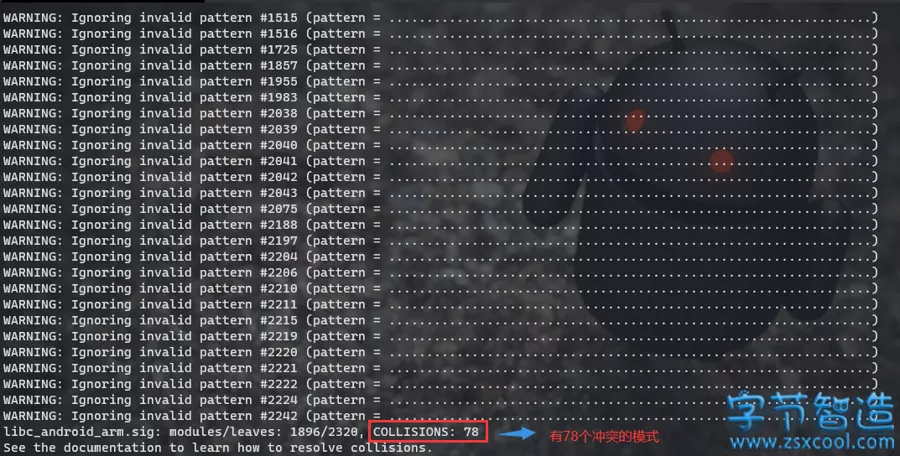 WARNING: Ignoring invalid pattern #1515 (pattern = ................................................................)
WARNING: Ignoring invalid pattern #1516 (pattern = ................................................................)
WARNING: Ignoring invalid pattern #1725 (pattern = ................................................................)
WARNING: Ignoring invalid pattern #1857 (pattern = ................................................................)
WARNING: Ignoring invalid pattern #1955 (pattern = ................................................................)
WARNING: Ignoring invalid pattern #1983 (pattern = ................................................................)
WARNING: Ignoring invalid pattern #2038 (pattern = ................................................................)
WARNING: Ignoring invalid pattern #2039 (pattern = ................................................................)
WARNING: Ignoring invalid pattern #2040 (pattern = ................................................................)
WARNING: Ignoring invalid pattern #2041 (pattern = ................................................................)
WARNING: Ignoring invalid pattern #2042 (pattern = ................................................................)
WARNING: Ignoring invalid pattern #2043 (pattern = ................................................................)
WARNING: Ignoring invalid pattern #2075 (pattern = ................................................................)
WARNING: Ignoring invalid pattern #2188 (pattern = ................................................................)
WARNING: Ignoring invalid pattern #2197 (pattern = ................................................................)
WARNING: Ignoring invalid pattern #2204 (pattern = ................................................................)
WARNING: Ignoring invalid pattern #2206 (pattern = ................................................................)
WARNING: Ignoring invalid pattern #2210 (pattern = ................................................................)
WARNING: Ignoring invalid pattern #2211 (pattern = ................................................................)
WARNING: Ignoring invalid pattern #2215 (pattern = ................................................................)
WARNING: Ignoring invalid pattern #2219 (pattern = ................................................................)
WARNING: Ignoring invalid pattern #2220 (pattern = ................................................................)
WARNING: Ignoring invalid pattern #2221 (pattern = ................................................................)
WARNING: Ignoring invalid pattern #2222 (pattern = ................................................................)
WARNING: Ignoring invalid pattern #2224 (pattern = ................................................................)
WARNING: Ignoring invalid pattern #2242 (pattern = ................................................................)
libc_android_arm.sig: modules/leaves: 1896/2320, COLLISIONS: 78 有78个冲突的模式
See the documentation to learn how to resolve collisions.
字节智造
www.zsxcool.com